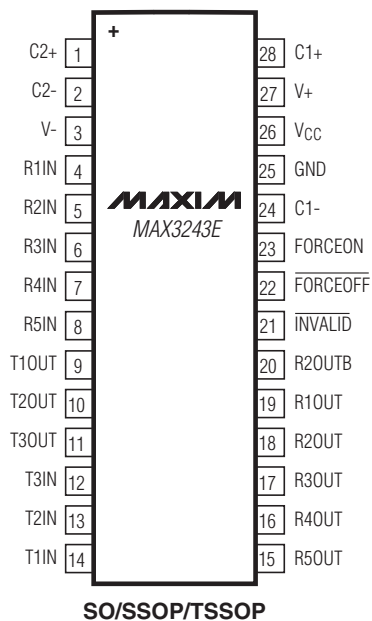 +
C2+ 1 28 C1+
C2- 2 27 V+
V- 3 26 VCC
R1IN 4 25 GND
R2IN 5 MAXIM 24 C1-
R3IN 6 MAX3243E 23 FORCEON
R4IN 7 22 FORCEOFF
R5IN 8 21 INVALID
T1OUT 9 20 R2OUTB
T2OUT 10 19 R1OUT
T3OUT 11 18 R2OUT
T3IN 12 17 R3OUT
T2IN 13 16 R4OUT
T1IN 14 15 R5OUT
SO/SSOP/TSSOP